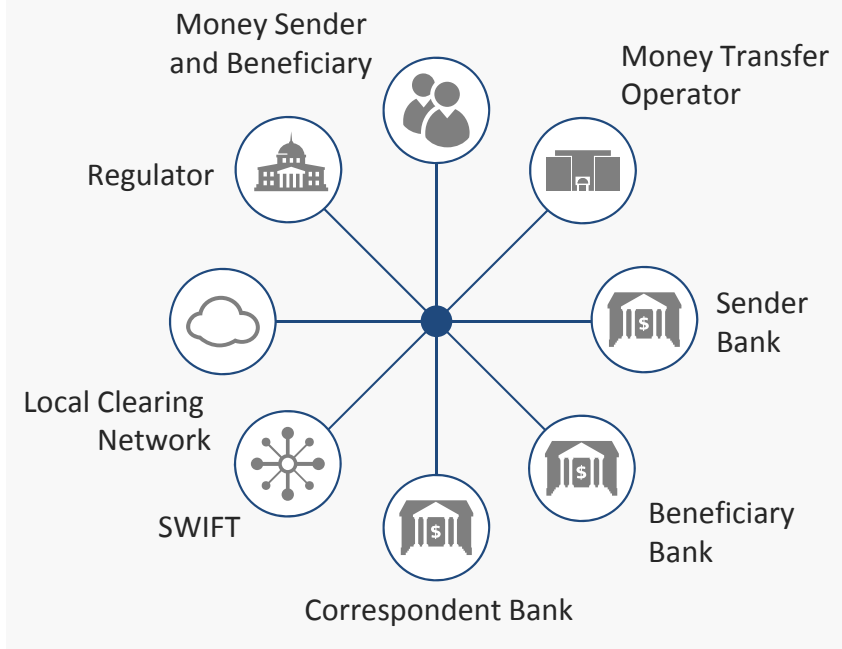 Money Sender
and Beneficiary
Money Transfer
Operator
Regulator
Sender
Bank
Local Clearing
Network
SWIFT
Beneficiary
Bank
Correspondent Bank
$
$
$